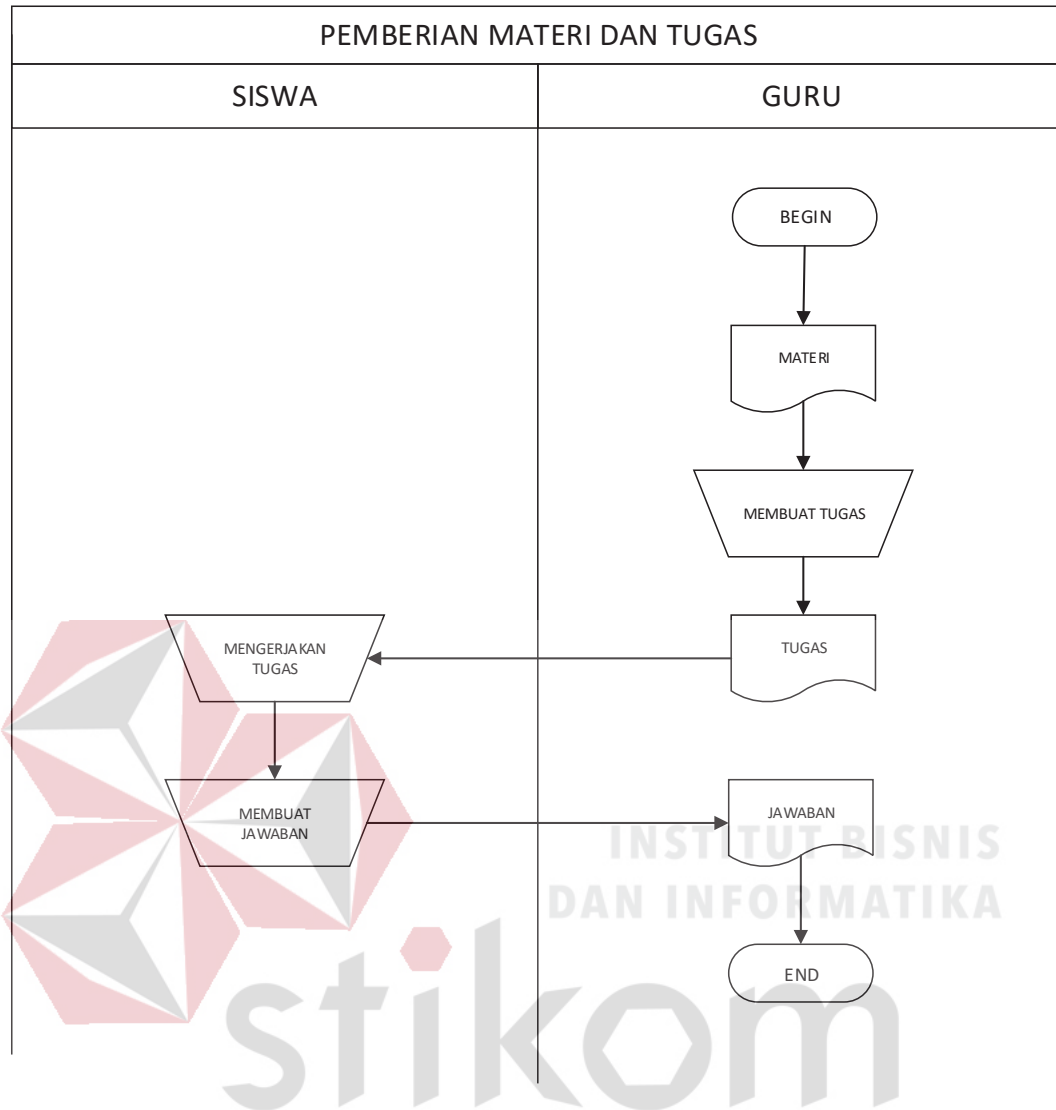 PEMBERIAN MATERI DAN TUGAS
SISWA
GURU
BEGIN
MATERI
MEMBUAT TUGAS
TUGAS
MENGERJAKAN
TUGAS
MEMBUAT
JAWABAN
JAWABAN
END
INSTITUT BISNIS
DAN INFORMATIKA
stikom